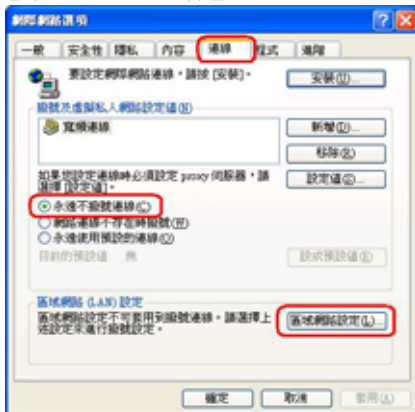 網際網路選項
一般 安全性 隱私 內容 連線 程式 進階
要設定網際網路連線,請按 [安裝]。
安裝(U)...
撥號及虛擬私人網路設定值(N)
寬頻連線
新增(D)...
移除(R)
如果您設定連線時必須設定 proxy 伺服器,請
選擇 [設定值]。
設定值(S)...
永遠不撥號連線(C)
網路連線不存在時撥號(W)
永遠使用預設的連線(O)
目前的預設值: 無
設成預設值(E)
區域網路 (LAN) 設定
區域網路設定不可套用到撥號連線。請選擇上
述設定來進行撥號設定。
區域網路設定(L)...
確定 取消 套用(A)